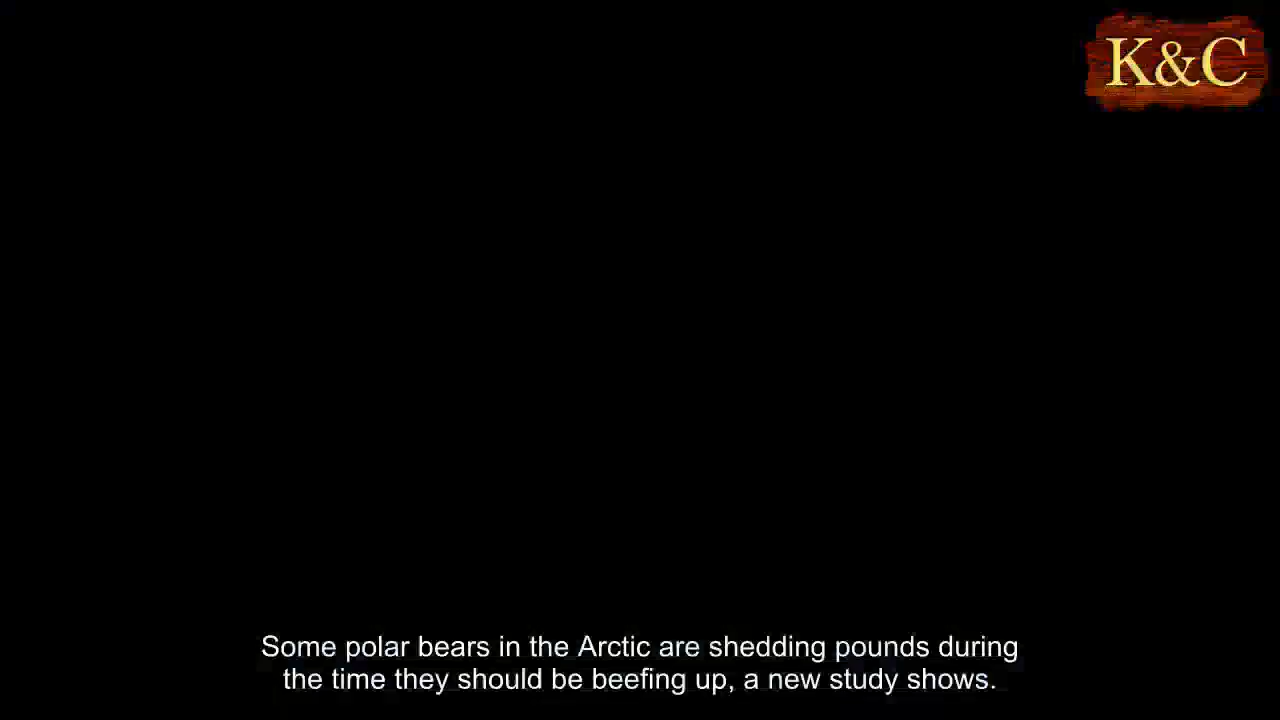 K&C
Some polar bears in the Arctic are shedding pounds during
the time they should be beefing up, a new study shows.